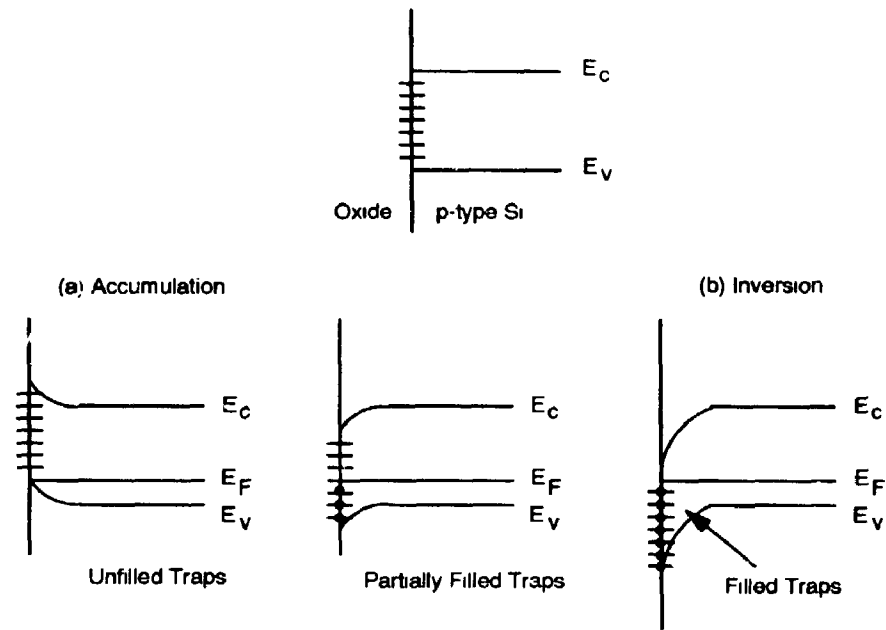 E_C
E_V
Oxide p-type Si
(a) Accumulation (b) Inversion
E_C E_C E_C
E_F E_F E_F
E_V E_V E_V
Unfilled Traps Partially Filled Traps Filled Traps